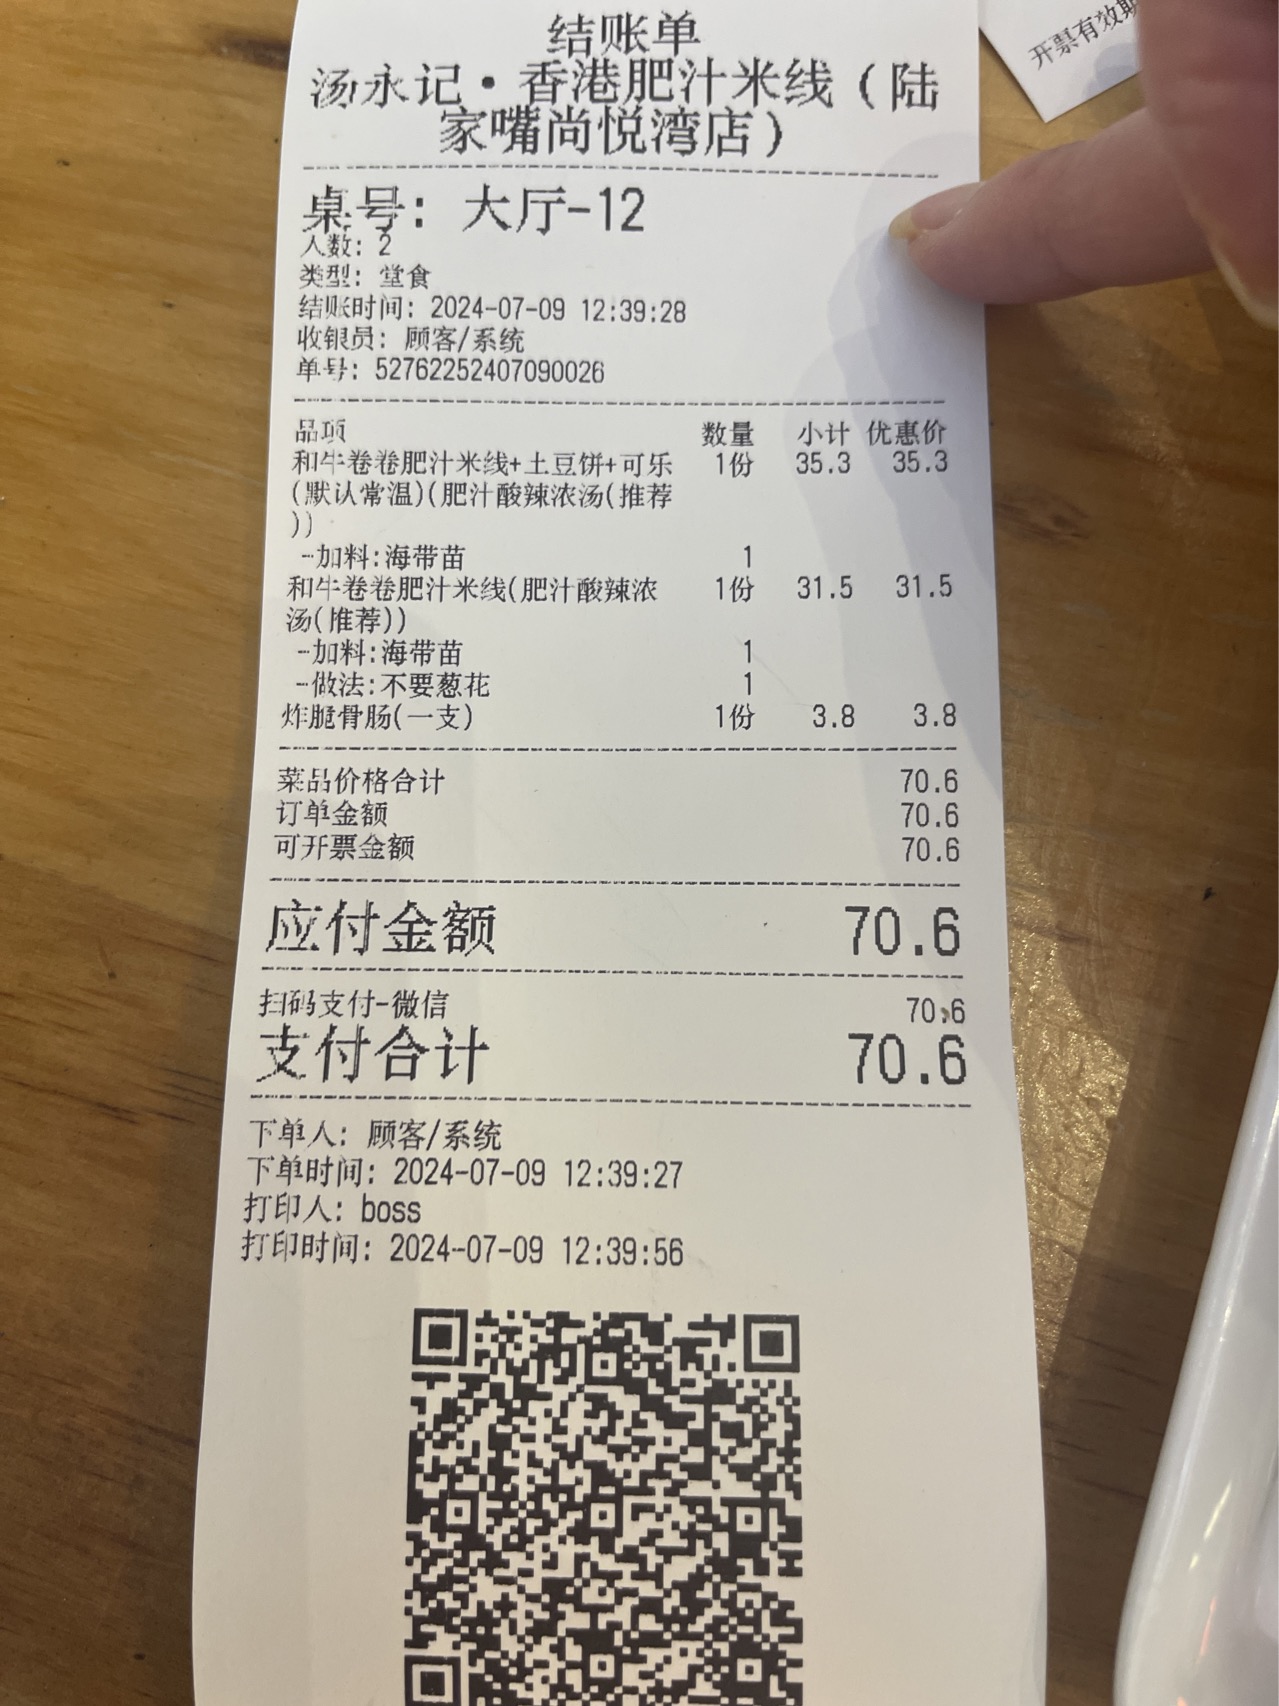 结账单
汤永记·香港肥汁米线（陆
家嘴尚悦湾店）
桌号：大厅-12
人数：2
类型：堂食
结账时间：2024-07-09 12:39:28
收银员：顾客/系统
单号：52762252407090026
品项 数量 小计 优惠价
和牛卷卷肥汁米线+土豆饼+可乐 1份 35.3 35.3
(默认常温)(肥汁酸辣浓汤(推荐
))
-加料:海带苗 1
和牛卷卷肥汁米线(肥汁酸辣浓 1份 31.5 31.5
汤(推荐))
-加料:海带苗 1
-做法:不要葱花 1
炸脆骨肠(一支) 1份 3.8 3.8
菜品价格合计 70.6
订单金额 70.6
可开票金额 70.6
应付金额 70.6
扫码支付-微信 70.6
支付合计 70.6
下单人：顾客/系统
下单时间：2024-07-09 12:39:27
打印人：boss
打印时间：2024-07-09 12:39:56
开票有效期